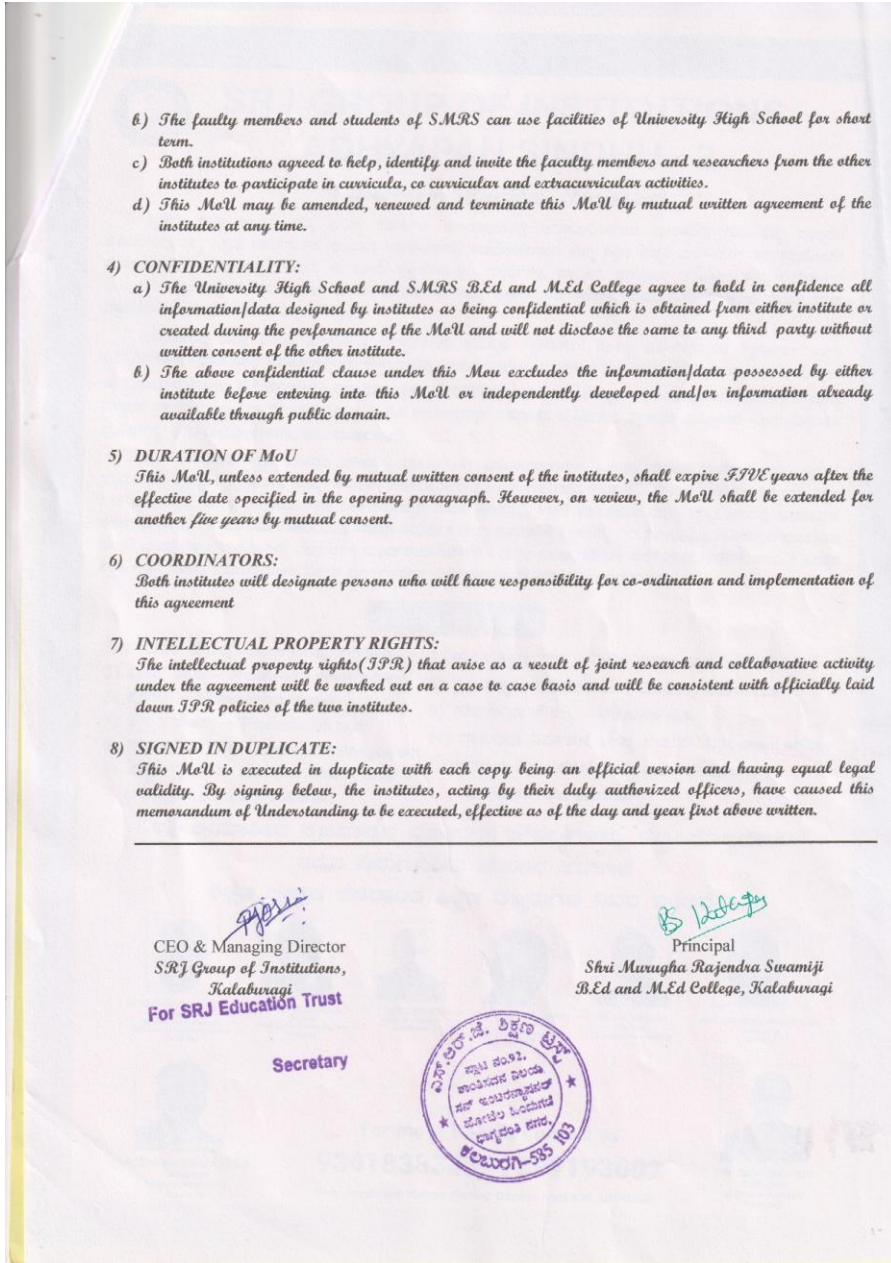 b) The faulty members and students of SMRS can use facilities of University High School for short
term.
c) Both institutions agreed to help, identify and invite the faculty members and researchers from the other
institutes to participate in curricula, co curricular and extracurricular activities.
d) This MoU may be amended, renewed and terminate this MoU by mutual written agreement of the
institutes at any time.
4) CONFIDENTIALITY:
a) The University High School and SMRS B.Ed and M.Ed College agree to hold in confidence all
information/data designed by institutes as being confidential which is obtained from either institute or
created during the performance of the MoU and will not disclose the same to any third party without
written consent of the other institute.
b) The above confidential clause under this Mou excludes the information/data possessed by either
institute before entering into this MoU or independently developed and/or information already
available through public domain.
5) DURATION OF MoU
This MoU, unless extended by mutual written consent of the institutes, shall expire FIVE years after the
effective date specified in the opening paragraph. However, on review, the MoU shall be extended for
another five years by mutual consent.
6) COORDINATORS:
Both institutes will designate persons who will have responsibility for co-ordination and implementation of
this agreement
7) INTELLECTUAL PROPERTY RIGHTS:
The intellectual property rights(IPR) that arise as a result of joint research and collaborative activity
under the agreement will be worked out on a case to case basis and will be consistent with officially laid
down IPR policies of the two institutes.
8) SIGNED IN DUPLICATE:
This MoU is executed in duplicate with each copy being an official version and having equal legal
validity. By signing below, the institutes, acting by their duly authorized officers, have caused this
memorandum of Understanding to be executed, effective as of the day and year first above written.
CEO & Managing Director
SRJ Group of Institutions,
Kalaburagi
For SRJ Education Trust
Secretary
Principal
Shri Murugha Rajendra Swamiji
B.Ed and M.Ed College, Kalaburagi
ಎಸ್.ಆರ್.ಜೆ. ಶಿಕ್ಷಣ ಟ್ರಸ್ಟ್
ಪ್ಲಾಟ ನಂ.92,
ಹೋಟೆಲ ಹಿಂದುಗಡೆ
ಭಾಗ್ಯವಂತಿ ನಗರ,
ಕಲಬುರಗಿ-585 103